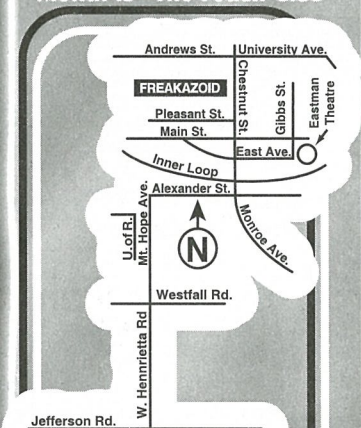 Andrews St.
University Ave.
FREAKAZOID
Chestnut St.
Gibbs St.
Eastman
Theatre
Pleasant St.
Main St.
East Ave.
Inner Loop
Alexander St.
Mt. Hope Ave.
U.of R.
N
Monroe Ave.
Westfall Rd.
W. Hennrietta Rd
Jefferson Rd.